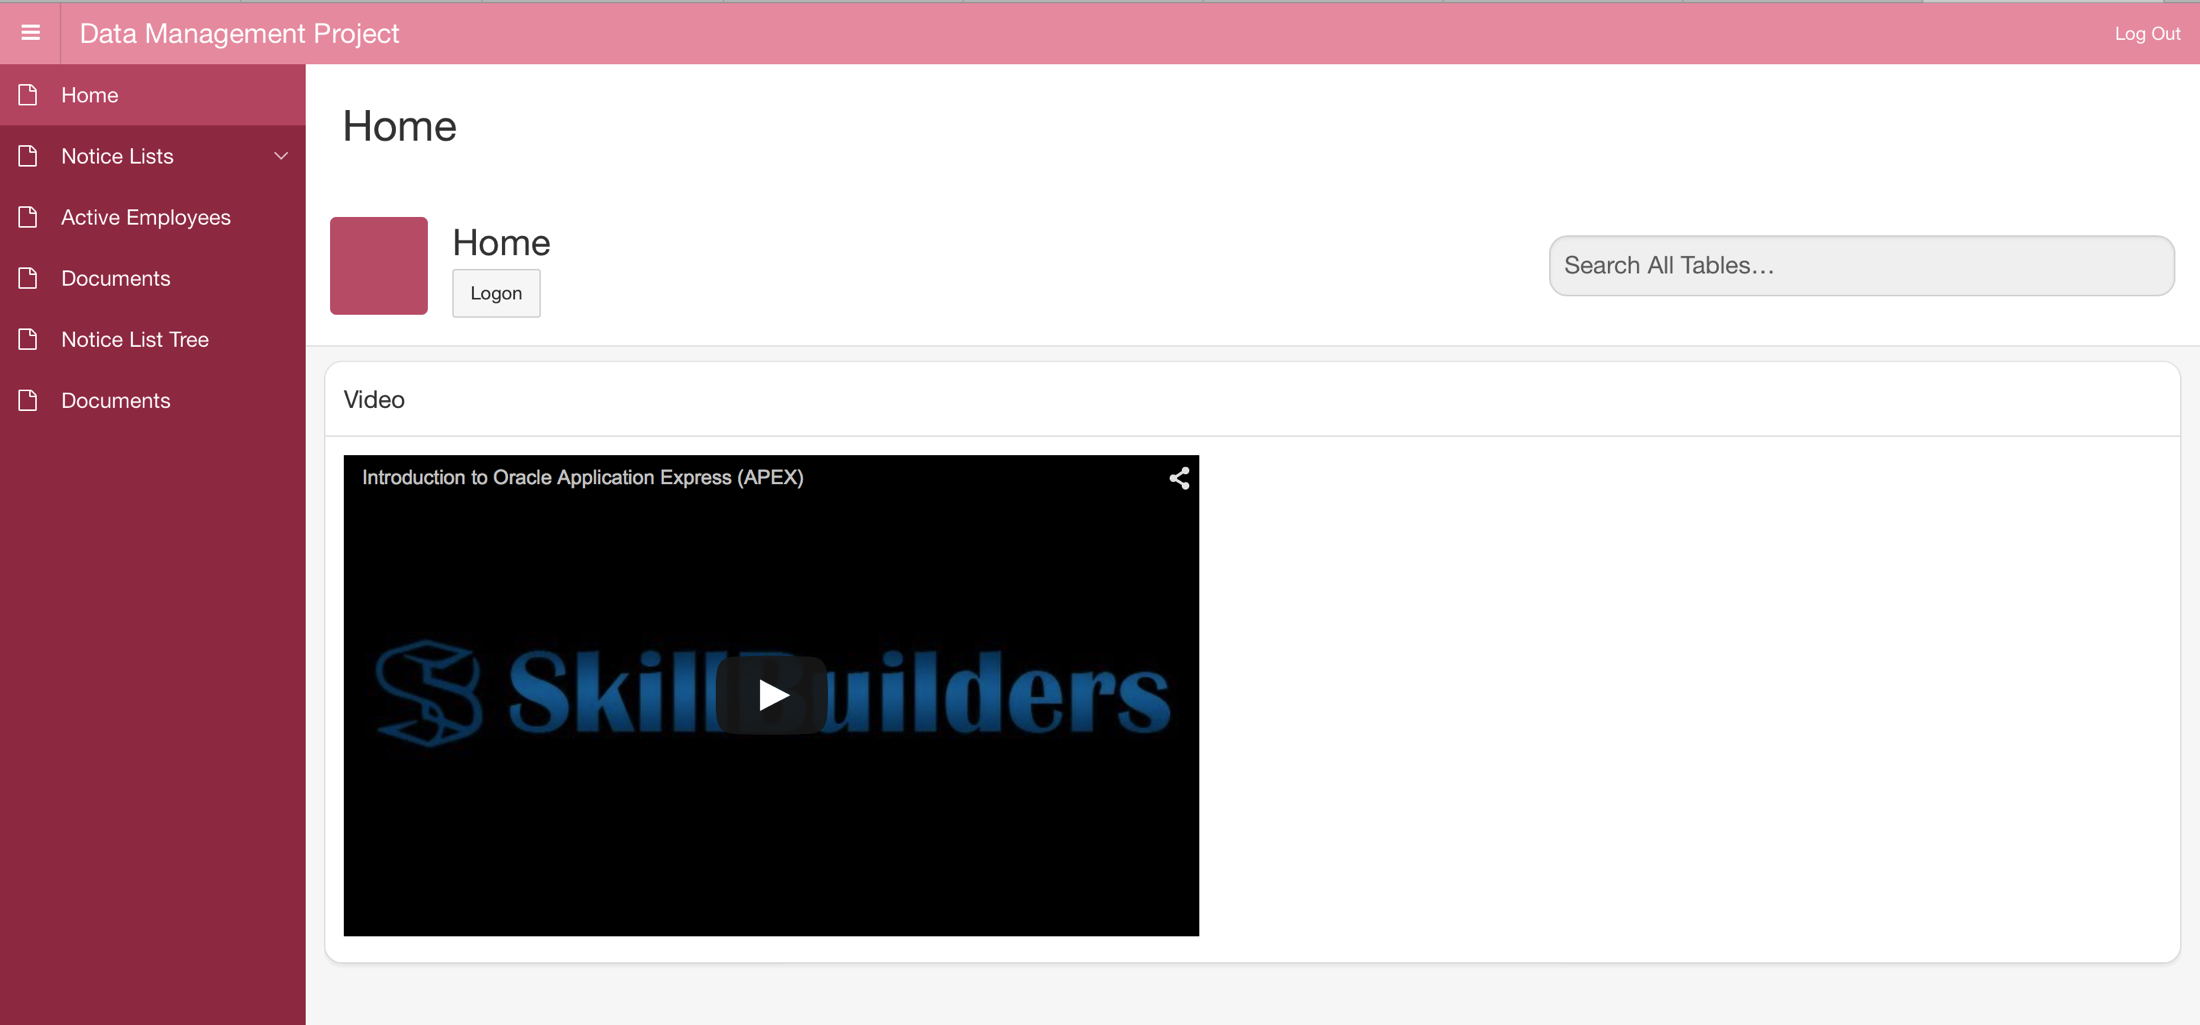 Data Management Project
Log Out
Home
Notice Lists
Active Employees
Documents
Notice List Tree
Documents
Home
Home
Logon
Search All Tables...
Video
Introduction to Oracle Application Express (APEX)
SkillBuilders